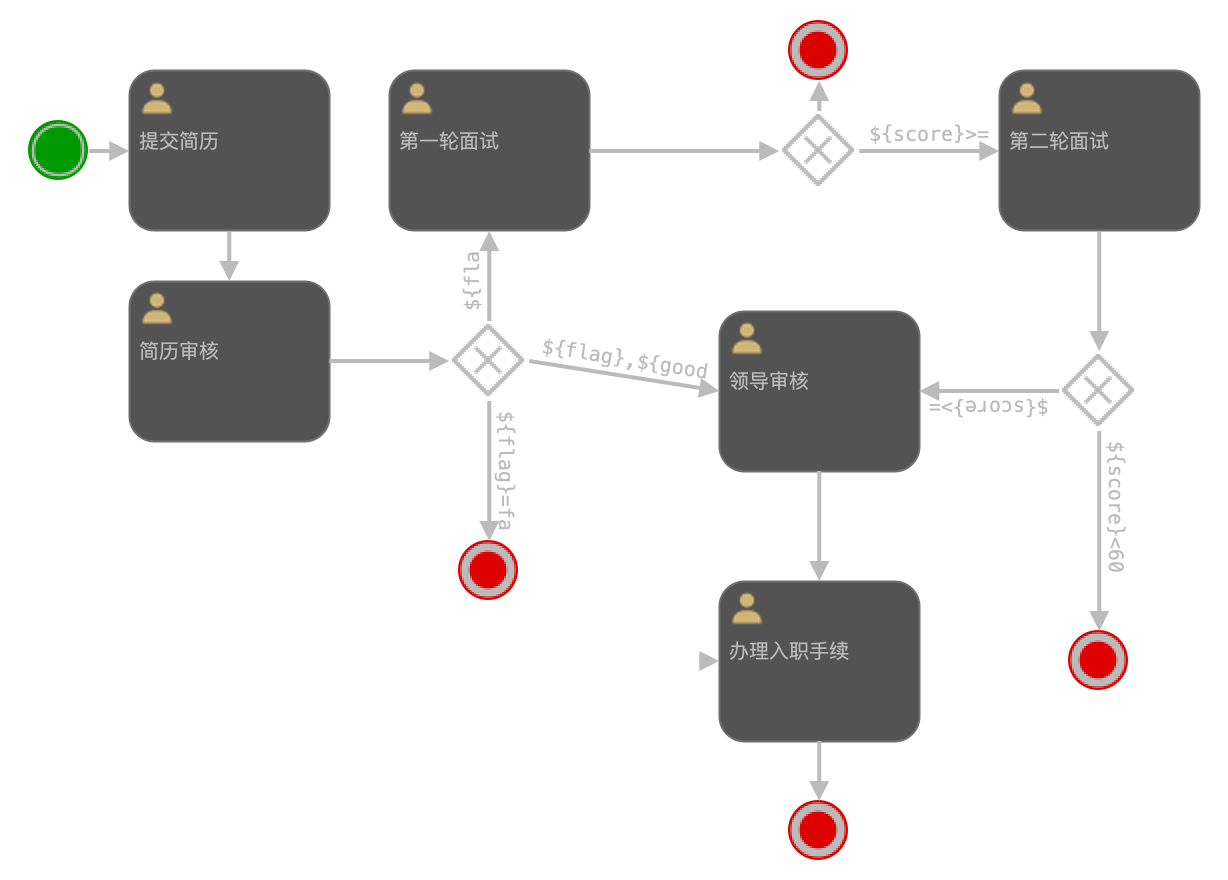 提交简历
第一轮面试
${score}>=
第二轮面试
简历审核
${fla
${flag},${good
领导审核
${score}>=
${flag}=fa
${score}<60
办理入职手续